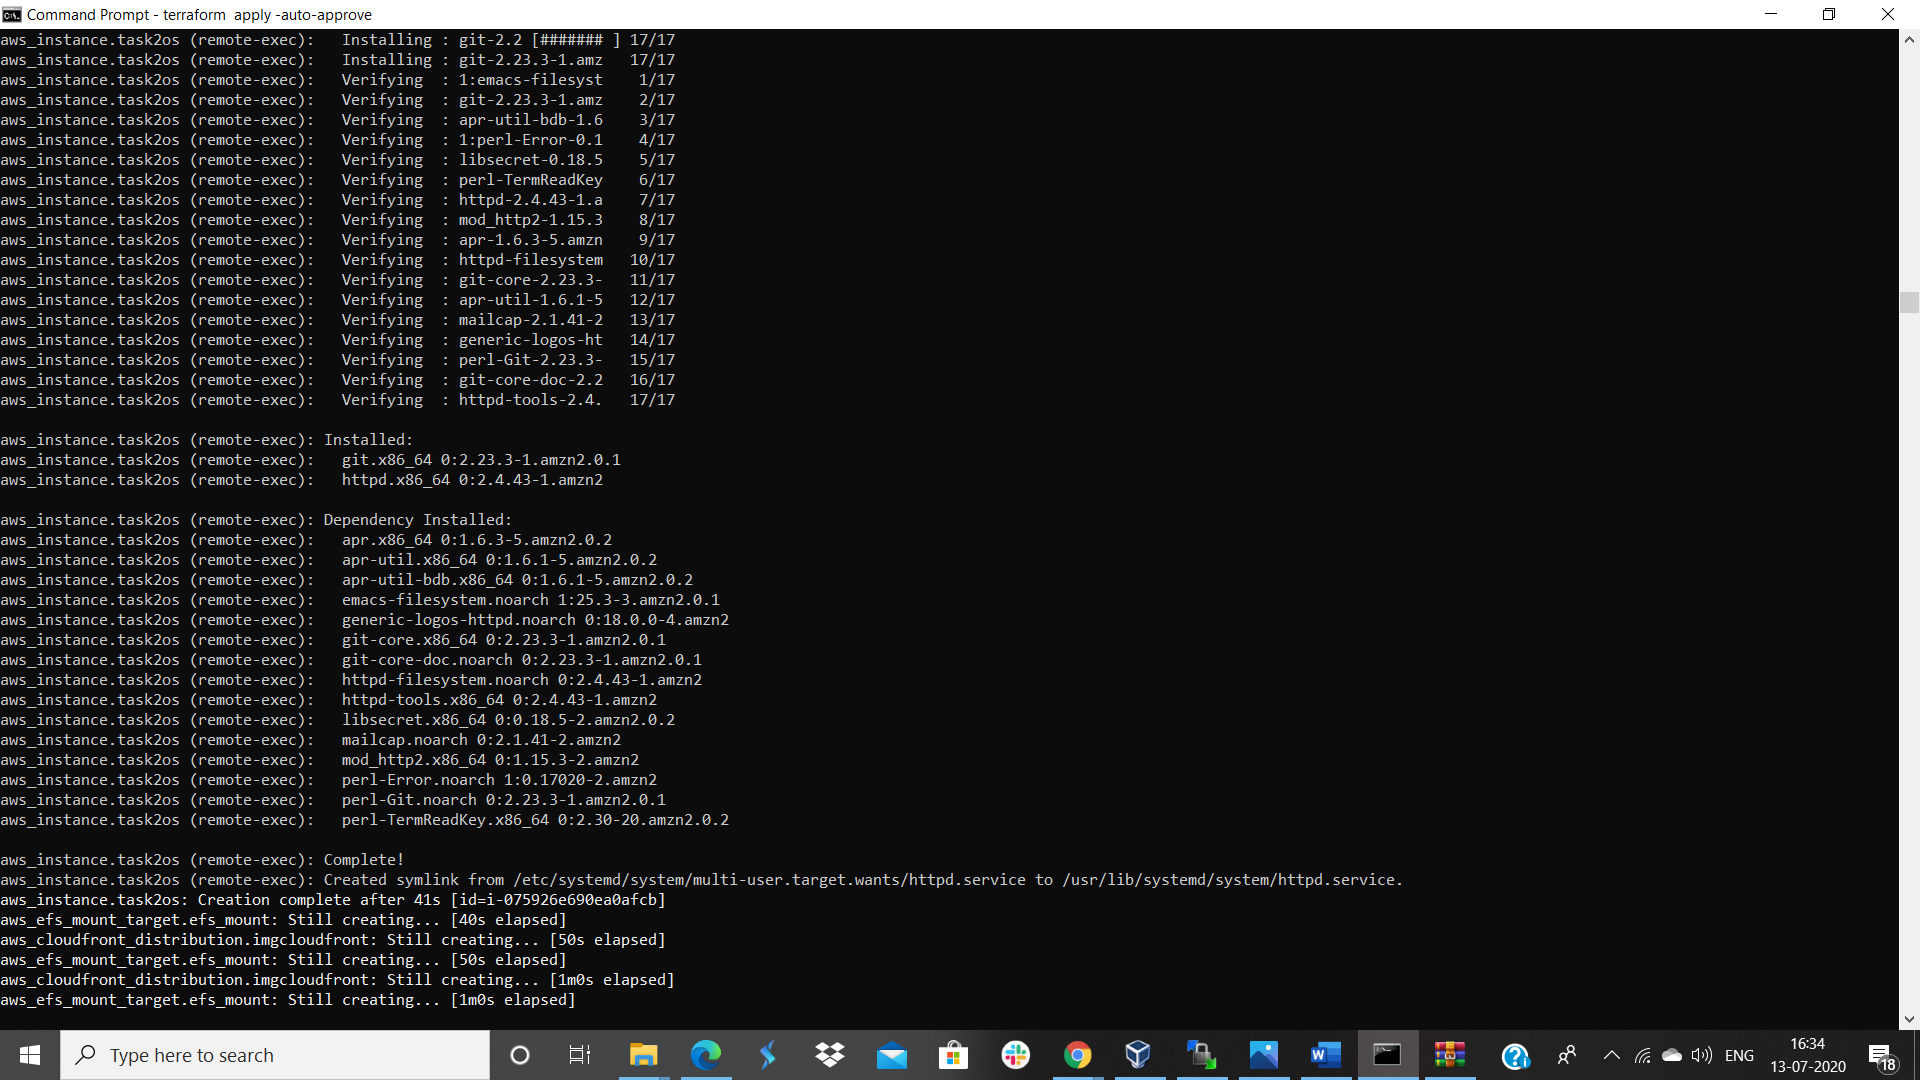 Command Prompt - terraform  apply -auto-approve
aws_instance.task2os (remote-exec):   Installing : git-2.2 [####### ] 17/17
aws_instance.task2os (remote-exec):   Installing : git-2.23.3-1.amz   17/17
aws_instance.task2os (remote-exec):   Verifying  : 1:emacs-filesyst    1/17
aws_instance.task2os (remote-exec):   Verifying  : git-2.23.3-1.amz    2/17
aws_instance.task2os (remote-exec):   Verifying  : apr-util-bdb-1.6    3/17
aws_instance.task2os (remote-exec):   Verifying  : 1:perl-Error-0.1    4/17
aws_instance.task2os (remote-exec):   Verifying  : libsecret-0.18.5    5/17
aws_instance.task2os (remote-exec):   Verifying  : perl-TermReadKey    6/17
aws_instance.task2os (remote-exec):   Verifying  : httpd-2.4.43-1.a    7/17
aws_instance.task2os (remote-exec):   Verifying  : mod_http2-1.15.3    8/17
aws_instance.task2os (remote-exec):   Verifying  : apr-1.6.3-5.amzn    9/17
aws_instance.task2os (remote-exec):   Verifying  : httpd-filesystem   10/17
aws_instance.task2os (remote-exec):   Verifying  : git-core-2.23.3-   11/17
aws_instance.task2os (remote-exec):   Verifying  : apr-util-1.6.1-5   12/17
aws_instance.task2os (remote-exec):   Verifying  : mailcap-2.1.41-2   13/17
aws_instance.task2os (remote-exec):   Verifying  : generic-logos-ht   14/17
aws_instance.task2os (remote-exec):   Verifying  : perl-Git-2.23.3-   15/17
aws_instance.task2os (remote-exec):   Verifying  : git-core-doc-2.2   16/17
aws_instance.task2os (remote-exec):   Verifying  : httpd-tools-2.4.   17/17
aws_instance.task2os (remote-exec): Installed:
aws_instance.task2os (remote-exec):   git.x86_64 0:2.23.3-1.amzn2.0.1
aws_instance.task2os (remote-exec):   httpd.x86_64 0:2.4.43-1.amzn2
aws_instance.task2os (remote-exec): Dependency Installed:
aws_instance.task2os (remote-exec):   apr.x86_64 0:1.6.3-5.amzn2.0.2
aws_instance.task2os (remote-exec):   apr-util.x86_64 0:1.6.1-5.amzn2.0.2
aws_instance.task2os (remote-exec):   apr-util-bdb.x86_64 0:1.6.1-5.amzn2.0.2
aws_instance.task2os (remote-exec):   emacs-filesystem.noarch 1:25.3-3.amzn2.0.1
aws_instance.task2os (remote-exec):   generic-logos-httpd.noarch 0:18.0.0-4.amzn2
aws_instance.task2os (remote-exec):   git-core.x86_64 0:2.23.3-1.amzn2.0.1
aws_instance.task2os (remote-exec):   git-core-doc.noarch 0:2.23.3-1.amzn2.0.1
aws_instance.task2os (remote-exec):   httpd-filesystem.noarch 0:2.4.43-1.amzn2
aws_instance.task2os (remote-exec):   httpd-tools.x86_64 0:2.4.43-1.amzn2
aws_instance.task2os (remote-exec):   libsecret.x86_64 0:0.18.5-2.amzn2.0.2
aws_instance.task2os (remote-exec):   mailcap.noarch 0:2.1.41-2.amzn2
aws_instance.task2os (remote-exec):   mod_http2.x86_64 0:1.15.3-2.amzn2
aws_instance.task2os (remote-exec):   perl-Error.noarch 1:0.17020-2.amzn2
aws_instance.task2os (remote-exec):   perl-Git.noarch 0:2.23.3-1.amzn2.0.1
aws_instance.task2os (remote-exec):   perl-TermReadKey.x86_64 0:2.30-20.amzn2.0.2
aws_instance.task2os (remote-exec): Complete!
aws_instance.task2os (remote-exec): Created symlink from /etc/systemd/system/multi-user.target.wants/httpd.service to /usr/lib/systemd/system/httpd.service.
aws_instance.task2os: Creation complete after 41s [id=i-075926e690ea0afcb]
aws_efs_mount_target.efs_mount: Still creating... [40s elapsed]
aws_cloudfront_distribution.imgcloudfront: Still creating... [50s elapsed]
aws_efs_mount_target.efs_mount: Still creating... [50s elapsed]
aws_cloudfront_distribution.imgcloudfront: Still creating... [1m0s elapsed]
aws_efs_mount_target.efs_mount: Still creating... [1m0s elapsed]
Type here to search
ENG
16:34
13-07-2020
18